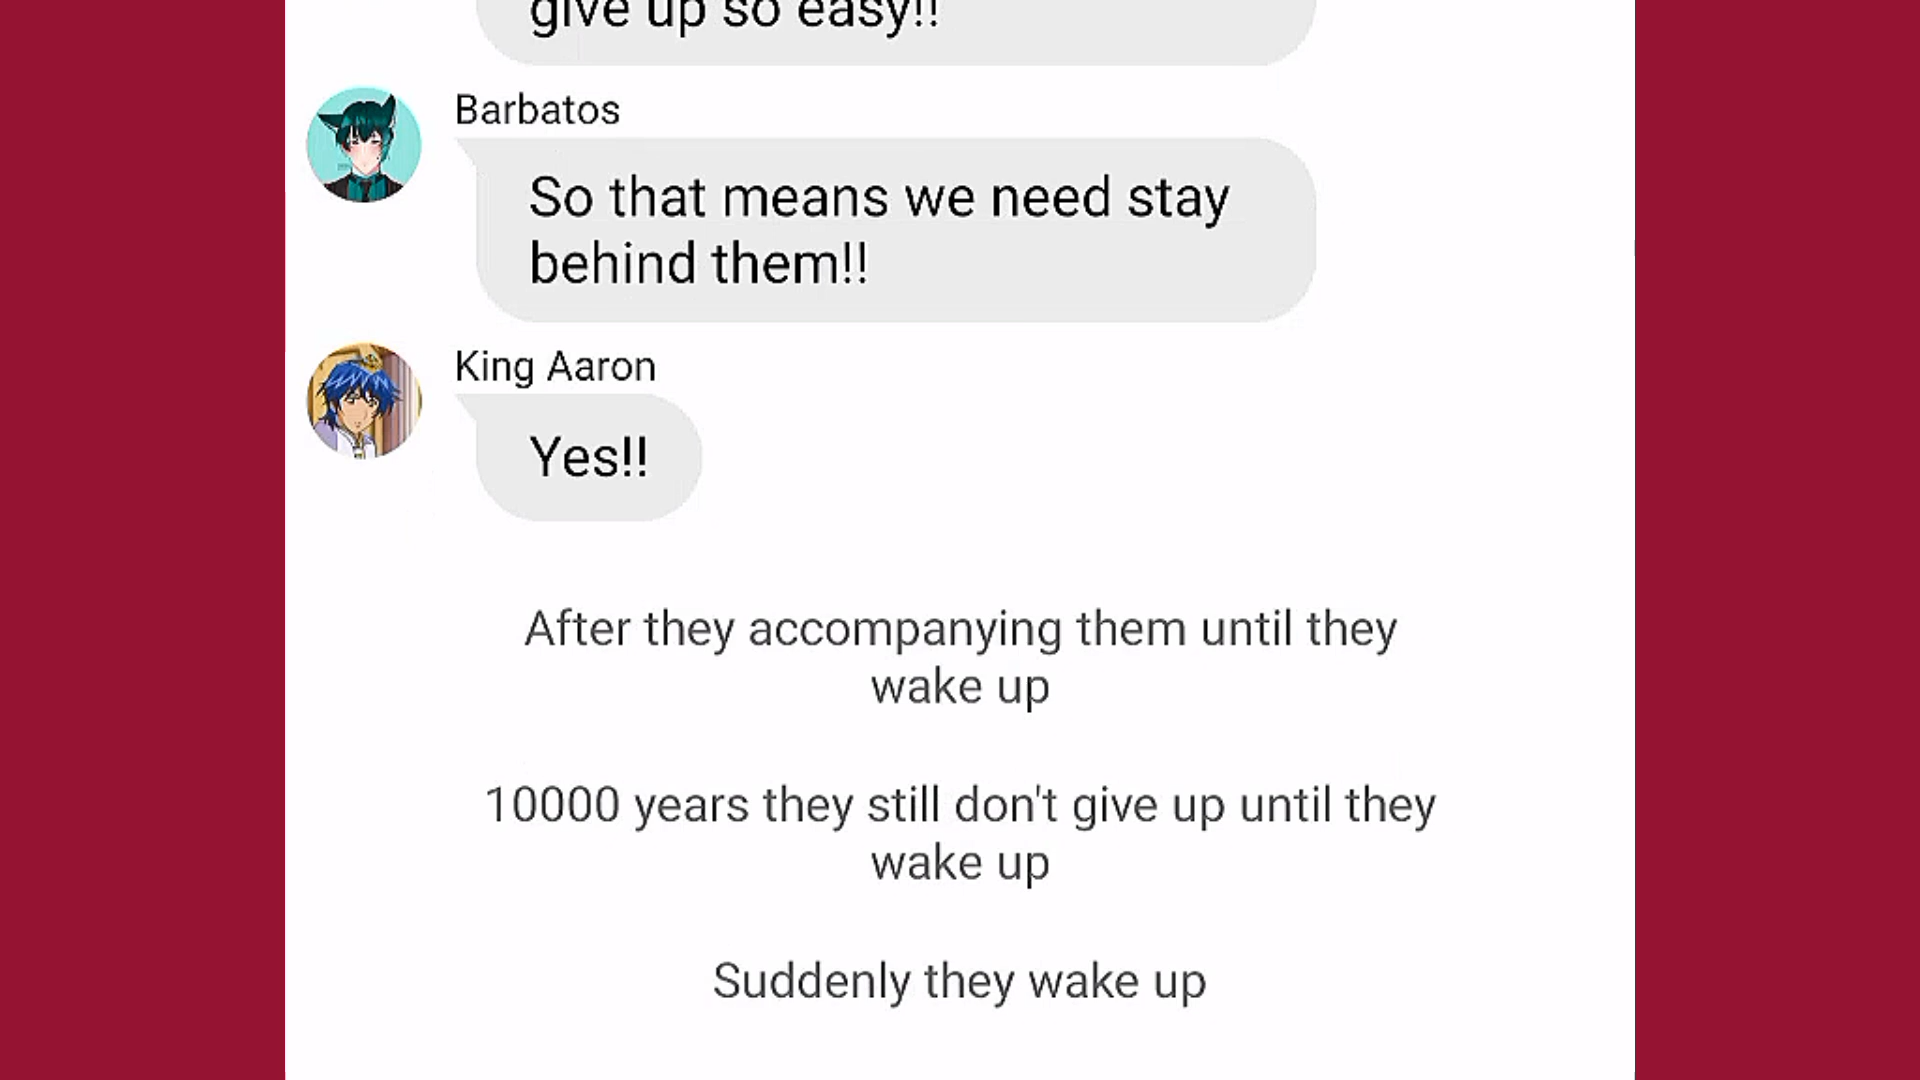 give up so easy!!
Barbatos
So that means we need stay
behind them!!
King Aaron
Yes!!
After they accompanying them until they
wake up
10000 years they still don't give up until they
wake up
Suddenly they wake up